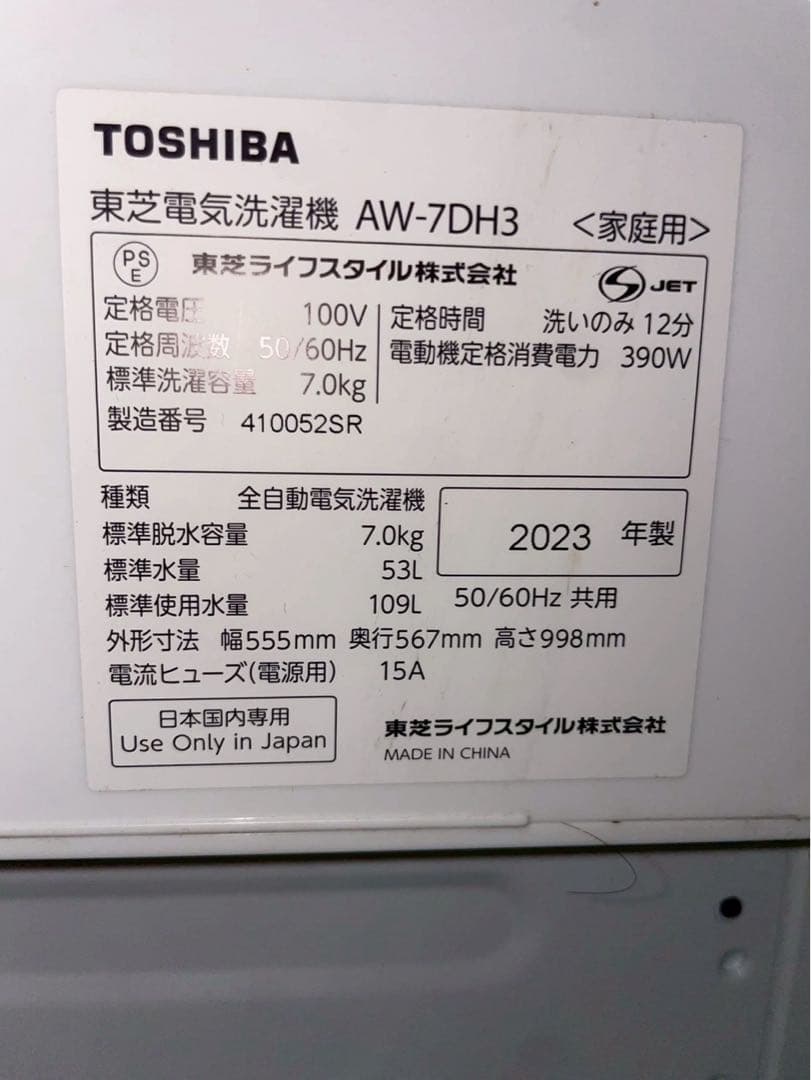 TOSHIBA
東芝電気洗濯機 AW-7DH3 <家庭用>
PS
E
東芝ライフスタイル株式会社
S JET
定格電圧 100V
定格周波数 50/60Hz
標準洗濯容量 7.0kg
製造番号 410052SR
定格時間 洗いのみ 12分
電動機定格消費電力 390W
種類 全自動電気洗濯機
標準脱水容量 7.0kg
標準水量 53L
標準使用水量 109L
2023 年製
50/60Hz 共用
外形寸法 幅555mm 奥行567mm 高さ998mm
電流ヒューズ(電源用) 15A
日本国内専用
Use Only in Japan
東芝ライフスタイル株式会社
MADE IN CHINA